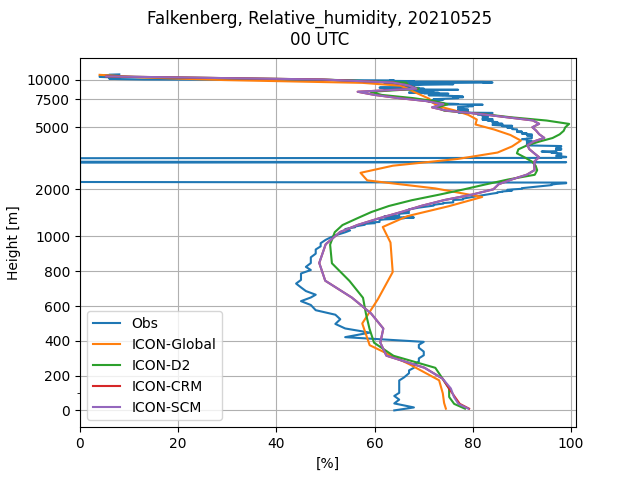 Falkenberg, Relative_humidity, 20210525
00 UTC
10000
7500
5000
2000
1000
800
600
400
200
0
Height [m]
Obs
ICON-Global
ICON-D2
ICON-CRM
ICON-SCM
0
20
40
60
80
100
[%]